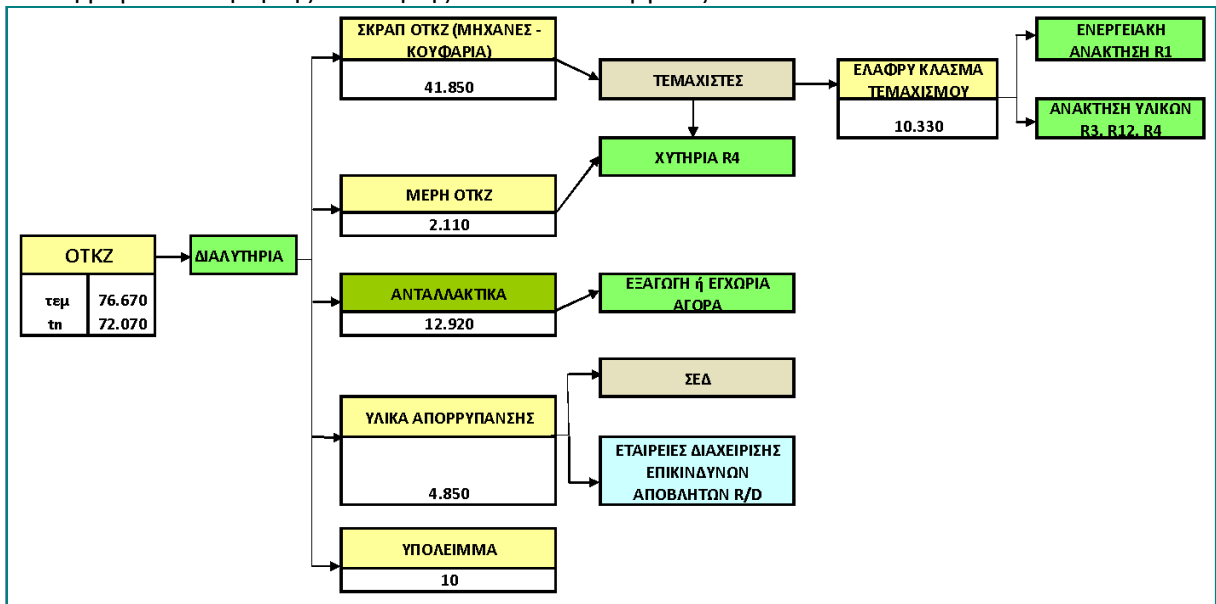 ΣΚΡΑΠ ΟΤΚΖ (ΜΗΧΑΝΕΣ -
ΚΟΥΦΑΡΙΑ)
41.850
ΤΕΜΑΧΙΣΤΕΣ
ΕΛΑΦΡΥ ΚΛΑΣΜΑ
ΤΕΜΑΧΙΣΜΟΥ
10.330
ΕΝΕΡΓΕΙΑΚΗ
ΑΝΑΚΤΗΣΗ R1
ΑΝΑΚΤΗΣΗ ΥΛΙΚΩΝ
R3, R12, R4
ΧΥΤΗΡΙΑ R4
ΜΕΡΗ ΟΤΚΖ
2.110
ΟΤΚΖ
τεμ 76.670
tn 72.070
ΔΙΑΛΥΤΗΡΙΑ
ΑΝΤΑΛΛΑΚΤΙΚΑ
12.920
ΕΞΑΓΩΓΗ ή ΕΓΧΩΡΙΑ
ΑΓΟΡΑ
ΣΕΔ
ΥΛΙΚΑ ΑΠΟΡΡΥΠΑΝΣΗΣ
4.850
ΕΤΑΙΡΕΙΕΣ ΔΙΑΧΕΙΡΙΣΗΣ
ΕΠΙΚΙΝΔΥΝΩΝ
ΑΠΟΒΛΗΤΩΝ R/D
ΥΠΟΛΕΙΜΜΑ
10